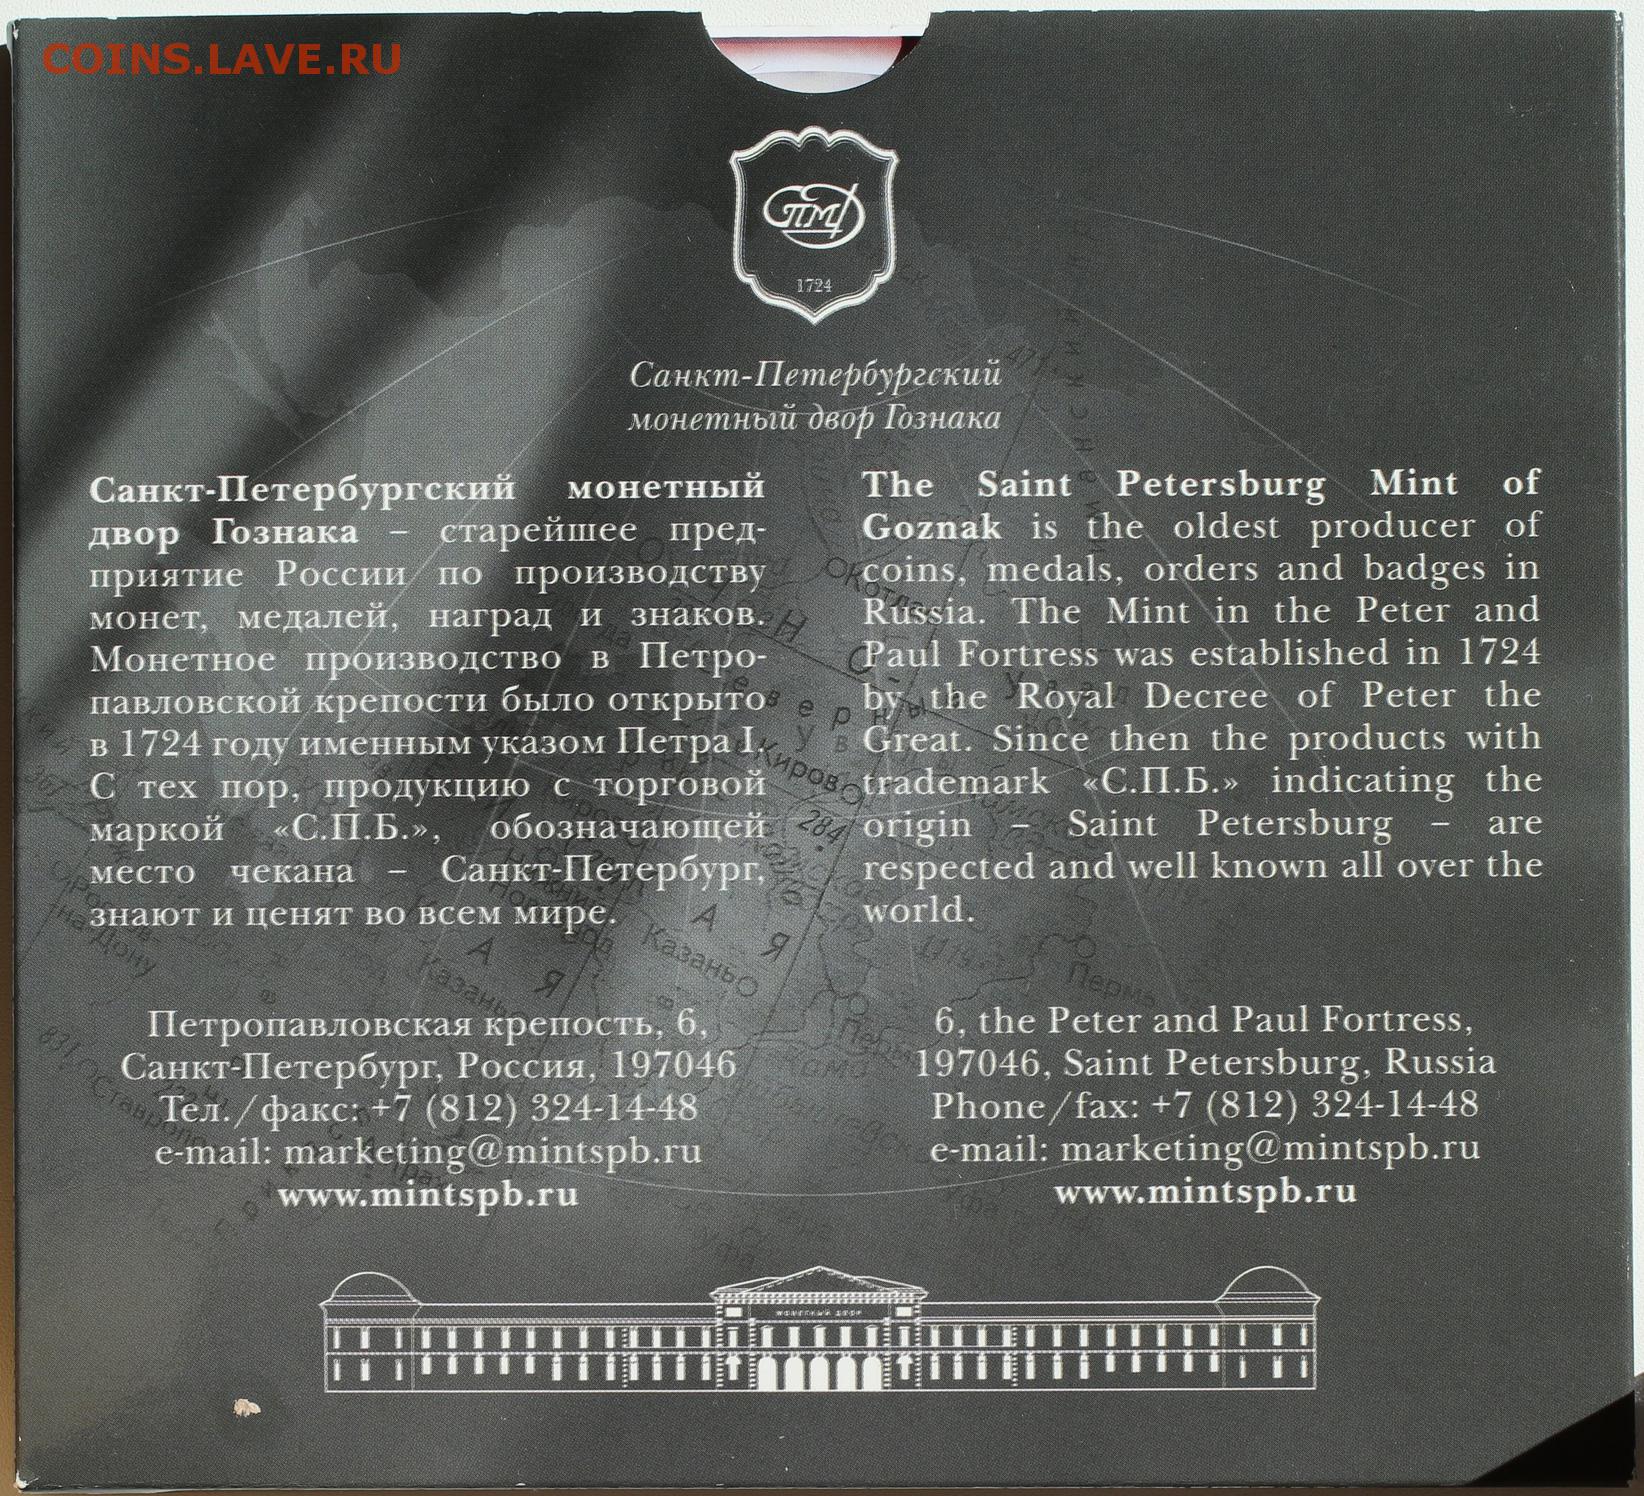 COINS.LAVE.RU
СПМД
1724
Санкт-Петербургский
монетный двор Гознака
Санкт-Петербургский монетный
двор Гознака – старейшее пред-
приятие России по производству
монет, медалей, наград и знаков.
Монетное производство в Петро-
павловской крепости было открыто
в 1724 году именным указом Петра I.
С тех пор, продукцию с торговой
маркой «С.П.Б.», обозначающей
место чекана – Санкт-Петербург,
знают и ценят во всем мире.
Петропавловская крепость, 6,
Санкт-Петербург, Россия, 197046
Тел./факс: +7 (812) 324-14-48
e-mail: marketing@mintspb.ru
www.mintspb.ru
The Saint Petersburg Mint of
Goznak is the oldest producer of
coins, medals, orders and badges in
Russia. The Mint in the Peter and
Paul Fortress was established in 1724
by the Royal Decree of Peter the
Great. Since then the products with
trademark «С.П.Б.» indicating the
origin – Saint Petersburg – are
respected and well known all over the
world.
6, the Peter and Paul Fortress,
197046, Saint Petersburg, Russia
Phone/fax: +7 (812) 324-14-48
e-mail: marketing@mintspb.ru
www.mintspb.ru
МОНЕТНЫЙ ДВОР